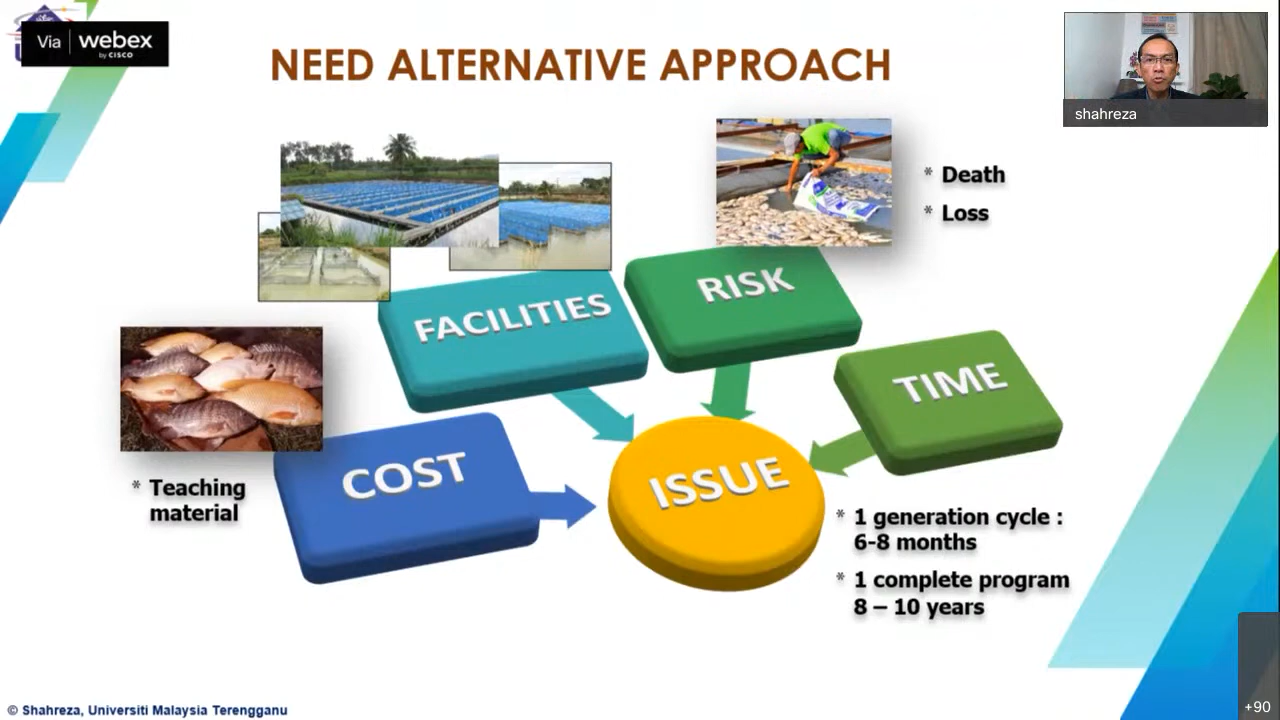 Via webex
by CISCO
NEED ALTERNATIVE APPROACH
shahreza
* Death
* Loss
RISK
FACILITIES
TIME
COST
ISSUE
* Teaching
material
* 1 generation cycle :
6-8 months
* 1 complete program
8 – 10 years
+90
© Shahreza, Universiti Malaysia Terengganu